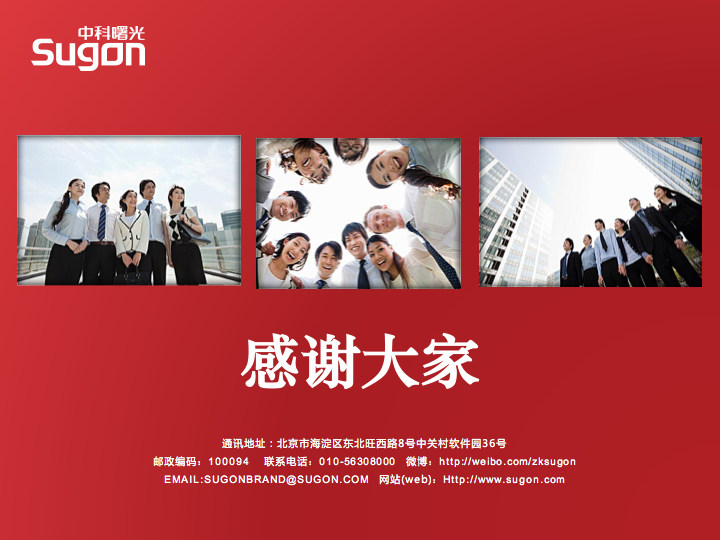 中科曙光
Sugon
感谢大家
通讯地址：北京市海淀区东北旺西路8号中关村软件园36号
邮政编码：100094 联系电话：010-56308000 微博：http://weibo.com/zksugon
EMAIL:SUGONBRAND@SUGON.COM 网站(web)：Http://www.sugon.com